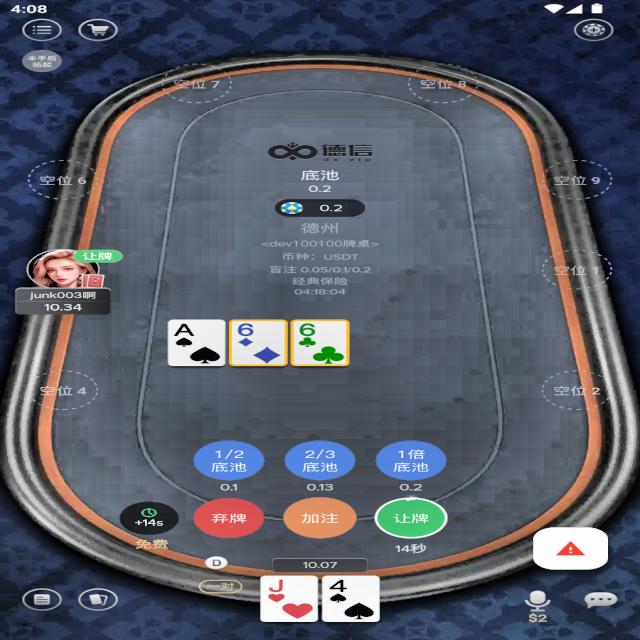 4:08
本手后
站起
空位 7
空位 8
德信
dx.vip
底池
0.2
0.2
空位 6
空位 9
德州
<dev100100牌桌>
币种：USDT
盲注 0.05/0.1/0.2
经典保险
04:18:04
让牌
空位 1
junk003啊
10.34
A
6
6
空位 4
空位 2
1/2
底池
2/3
底池
1倍
底池
0.1
0.13
0.2
+14s
弃牌
加注
让牌
免费
14秒
D
10.07
一对
J
4
$2